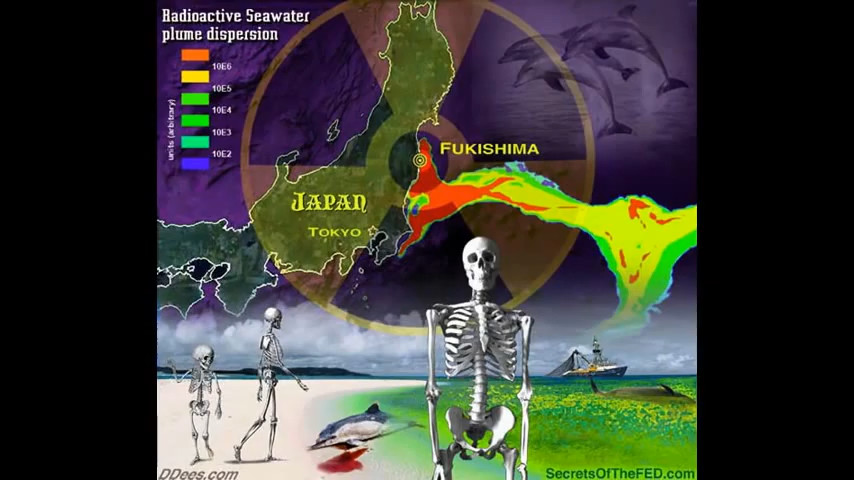 Radioactive Seawater
plume dispersion
10E6
10E5
10E4
10E3
10E2
units (arbitrary)
FUKISHIMA
JAPAN
TOKYO
DDees.com
SecretsOfTheFED.com